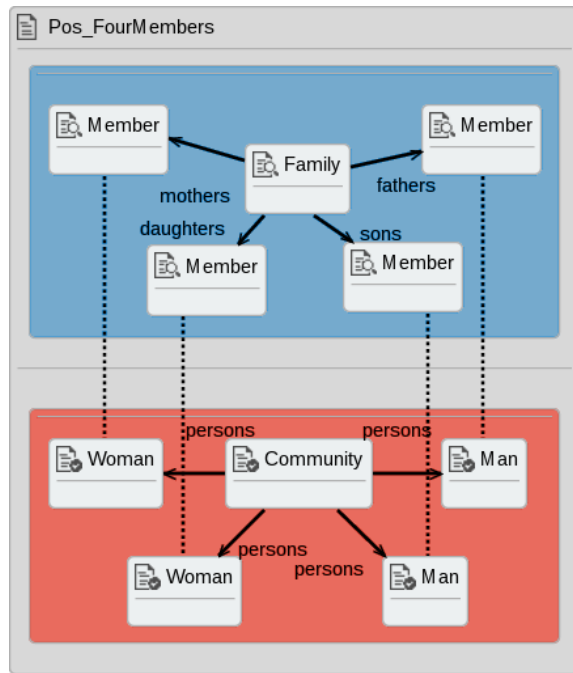 Pos_FourMembers
Member
Member
Family
mothers
fathers
daughters
sons
Member
Member
persons
persons
Woman
Community
Man
persons
persons
Woman
Man